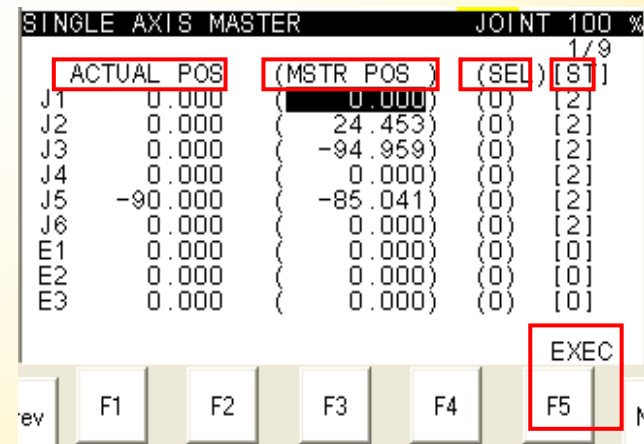 SINGLE AXIS MASTER JOINT 100 %
1/9
ACTUAL POS (MSTR POS ) (SEL)[ST]
J1 0.000 ( 0.000) (0) [2]
J2 0.000 ( 24.453) (0) [2]
J3 0.000 ( -94.959) (0) [2]
J4 0.000 ( 0.000) (0) [2]
J5 -90.000 ( -85.041) (0) [2]
J6 0.000 ( 0.000) (0) [2]
E1 0.000 ( 0.000) (0) [0]
E2 0.000 ( 0.000) (0) [0]
E3 0.000 ( 0.000) (0) [0]
EXEC
ev F1 F2 F3 F4 F5 N